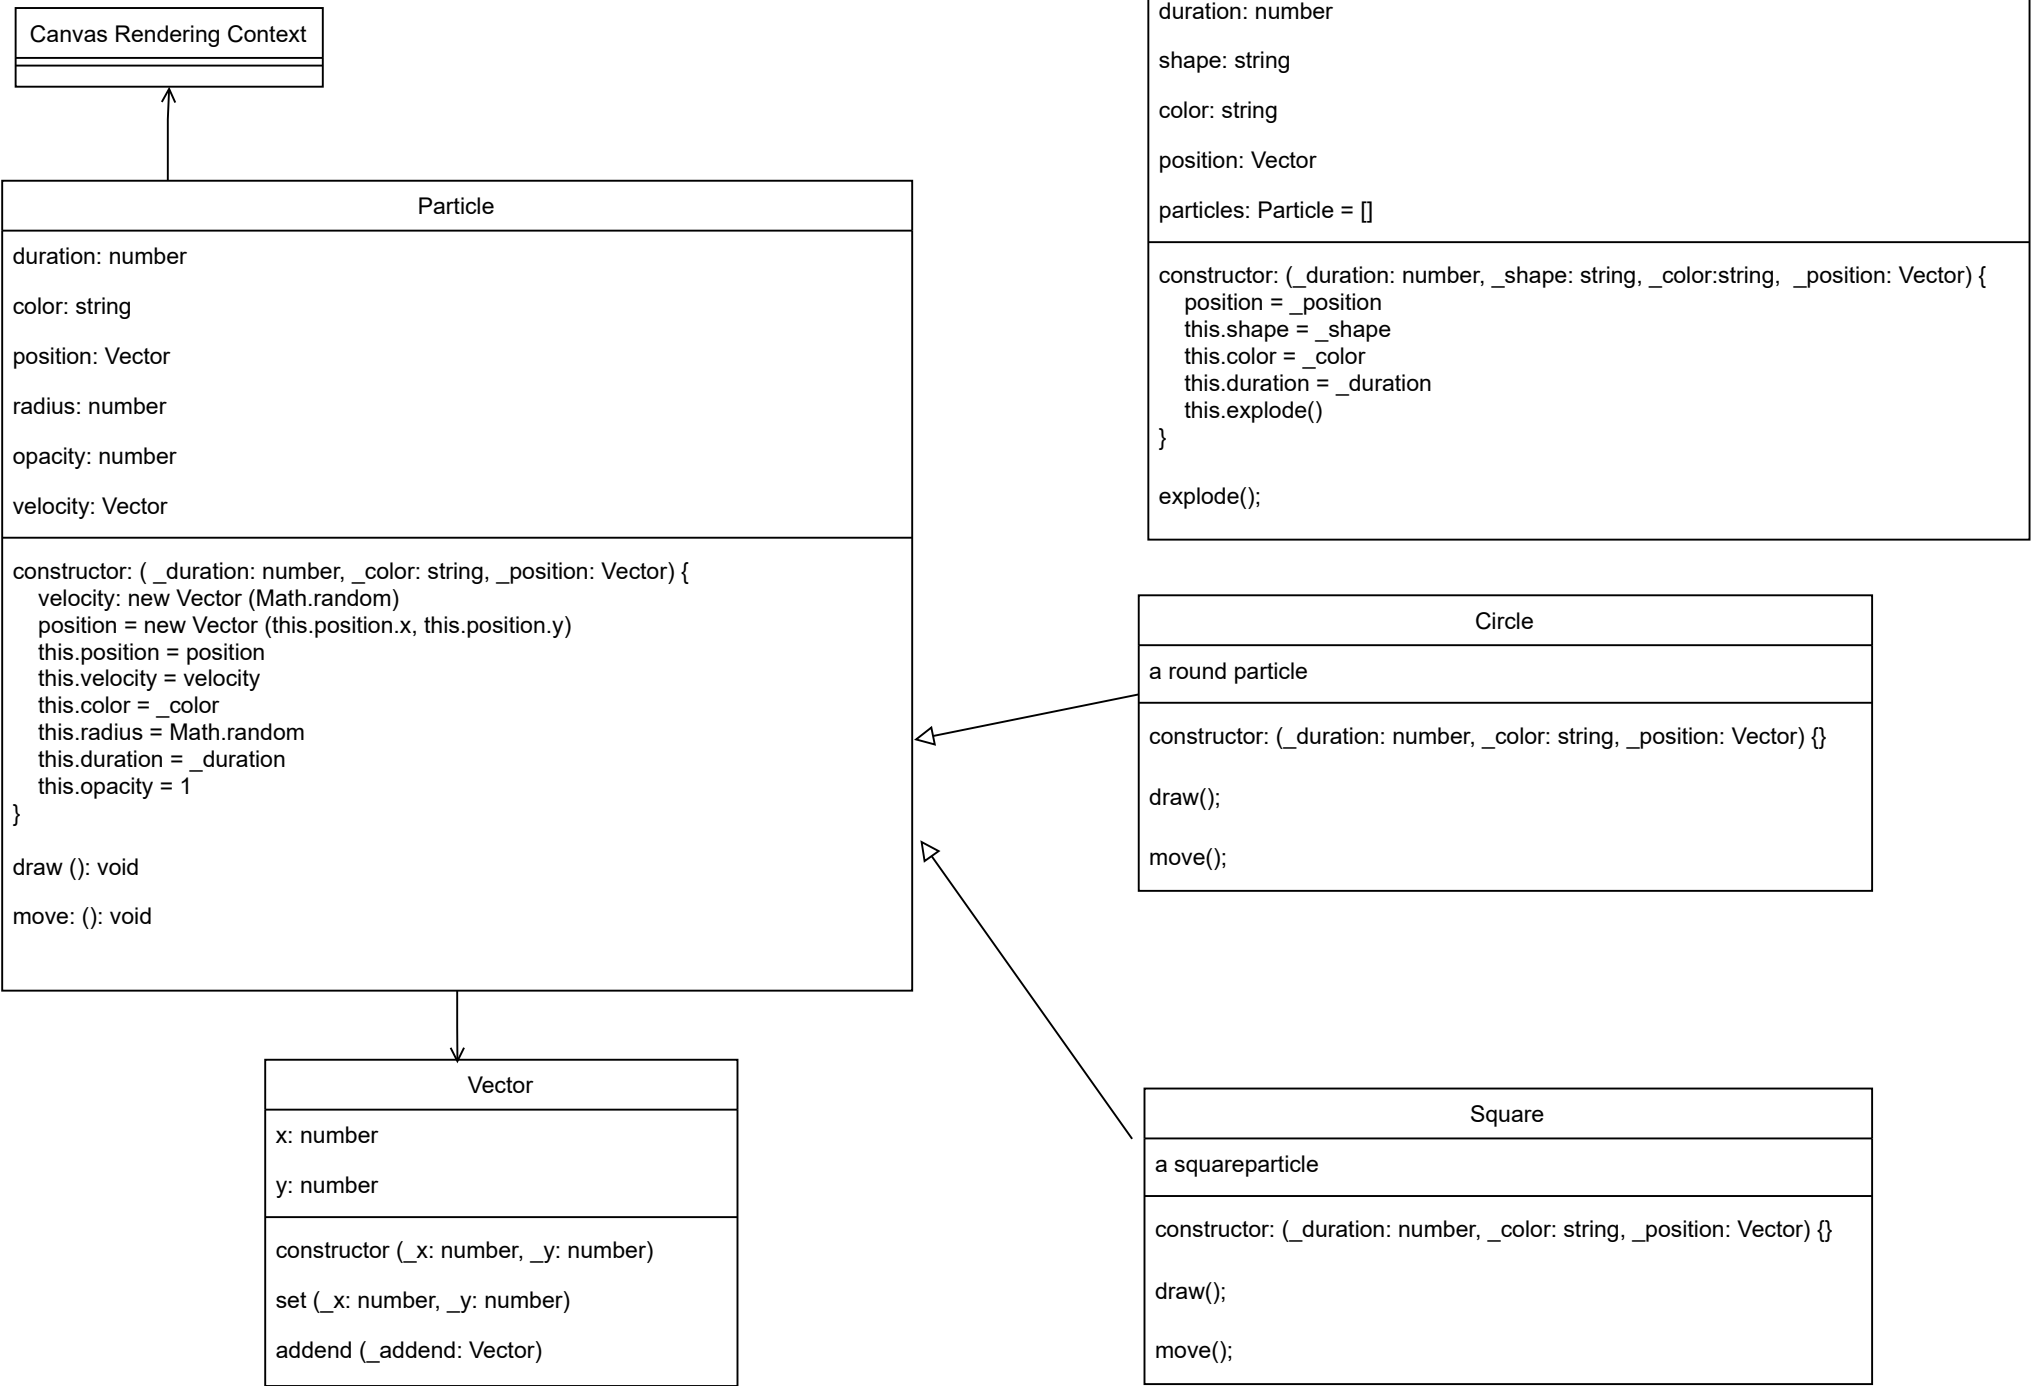 Canvas Rendering Context
Particle
duration: number
color: string
position: Vector
radius: number
opacity: number
velocity: Vector
constructor: ( _duration: number, _color: string, _position: Vector) {
velocity: new Vector (Math.random)
position = new Vector (this.position.x, this.position.y)
this.position = position
this.velocity = velocity
this.color = _color
this.radius = Math.random
this.duration = _duration
this.opacity = 1
}
draw (): void
move: (): void
Vector
x: number
y: number
constructor (_x: number, _y: number)
set (_x: number, _y: number)
addend (_addend: Vector)
duration: number
shape: string
color: string
position: Vector
particles: Particle = []
constructor: (_duration: number, _shape: string, _color:string,  _position: Vector) {
position = _position
this.shape = _shape
this.color = _color
this.duration = _duration
this.explode()
}
explode();
Circle
a round particle
constructor: (_duration: number, _color: string, _position: Vector) {}
draw();
move();
Square
a squareparticle
constructor: (_duration: number, _color: string, _position: Vector) {}
draw();
move();